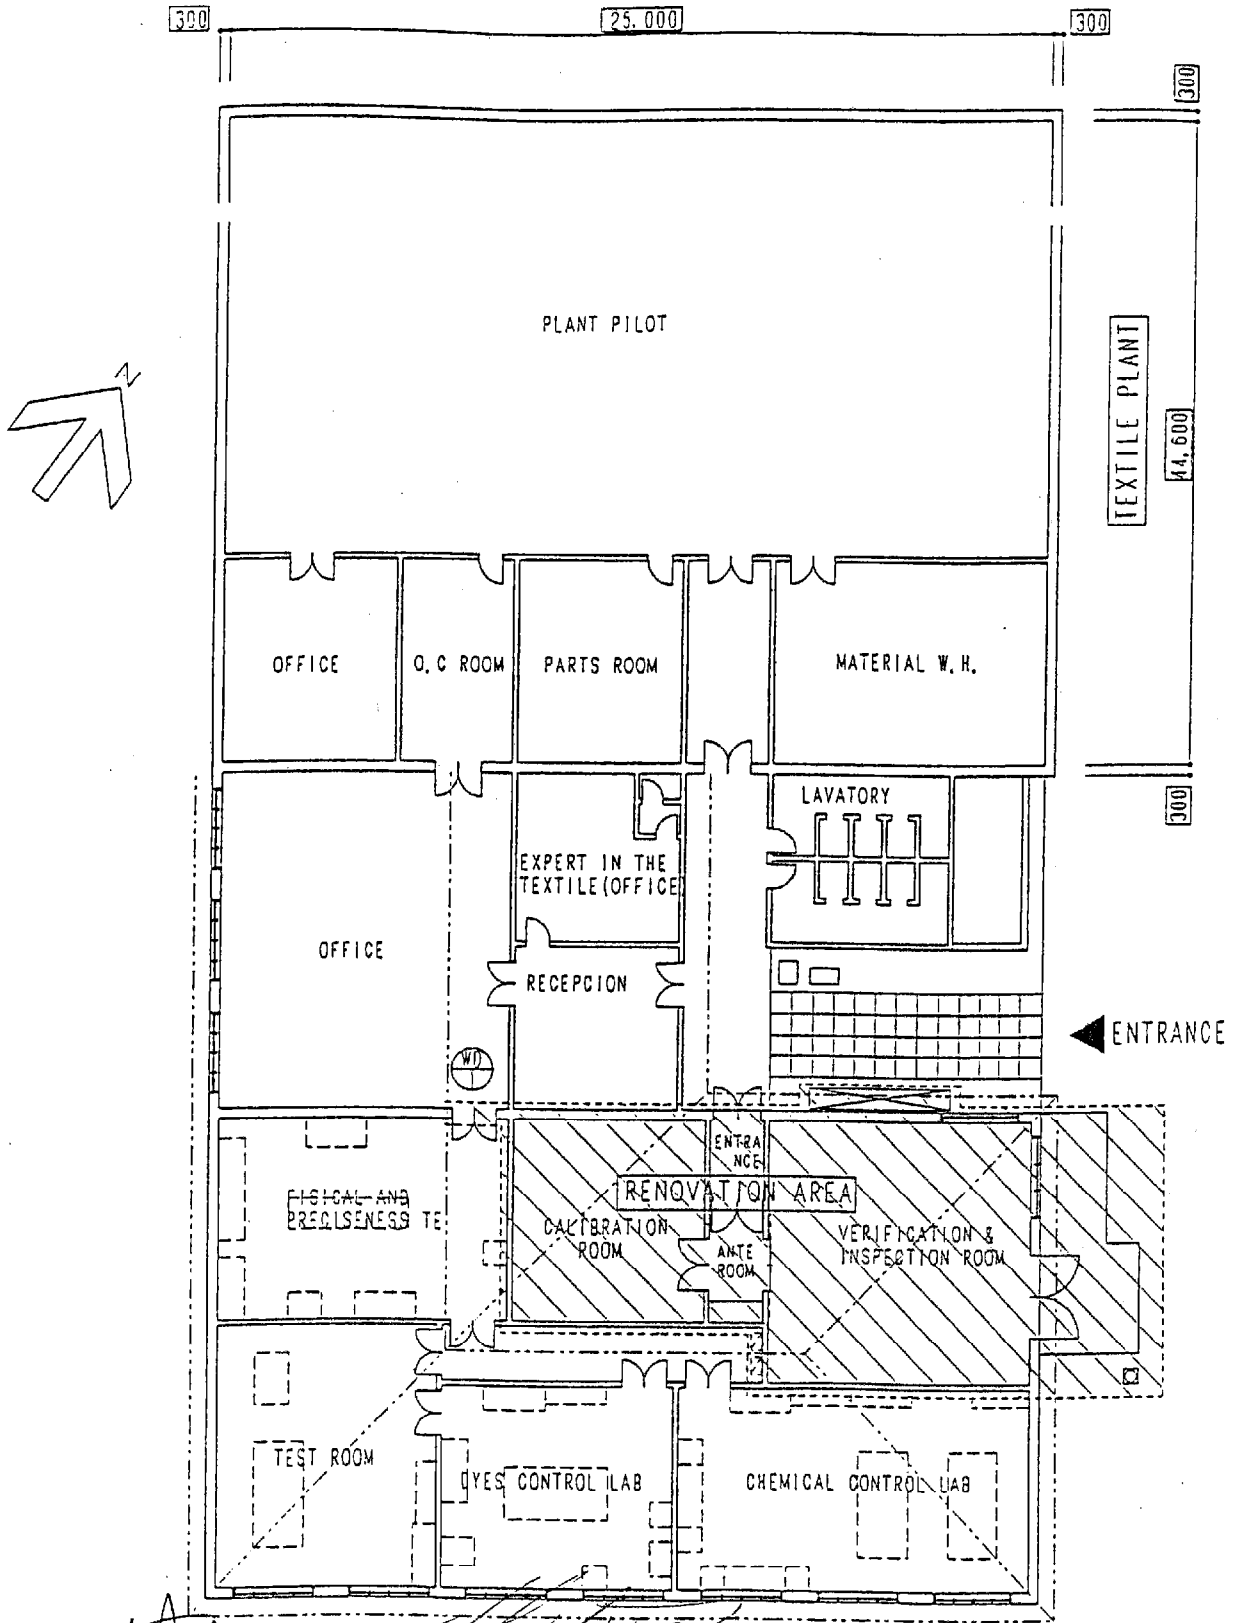 300
25.000
300
300
PLANT PILOT
N
TEXTILE PLANT
44.600
OFFICE
Q.C ROOM
PARTS ROOM
MATERIAL W.H.
300
LAVATORY
EXPERT IN THE
TEXTILE(OFFICE
OFFICE
RECEPCION
ENTRANCE
WD
1
ENTRA
NCE
RENOVATION AREA
FISICAL AND
PRECISENESS TE
CALIBRATION
ROOM
ANTE
ROOM
VERIFICATION &
INSPECTION ROOM
TEST ROOM
DYES CONTROL LAB
CHEMICAL CONTROL LAB